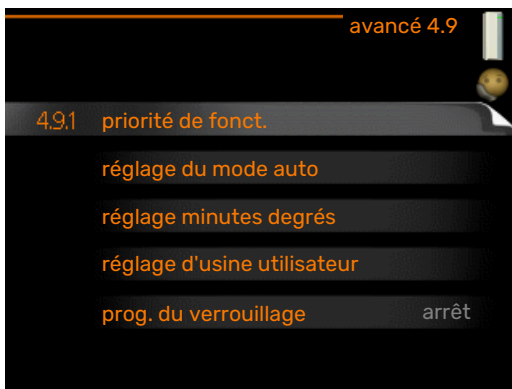 avancé 4.9
4.9.1 priorité de fonct.
réglage du mode auto
réglage minutes degrés
réglage d'usine utilisateur
prog. du verrouillage arrêt